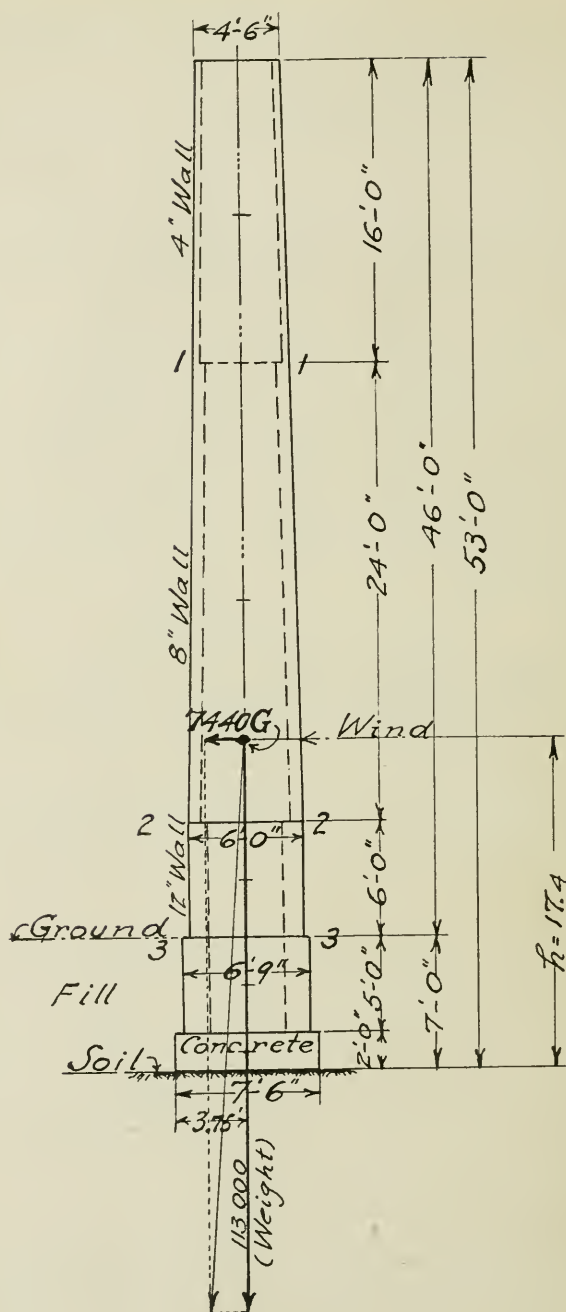 4'-6"
4" Wall
16'-0"
1
1
46'-0"
53'-0"
24'-0"
8" Wall
7440
G
Wind
2
6'-0"
2
12" Wall
6'-0"
h=17.4
Ground
3
3
6'-9"
Fill
5'-0"
7'-0"
Concrete
2'-0"
Soil
7'-6"
3.75'
113 000
(Weight)